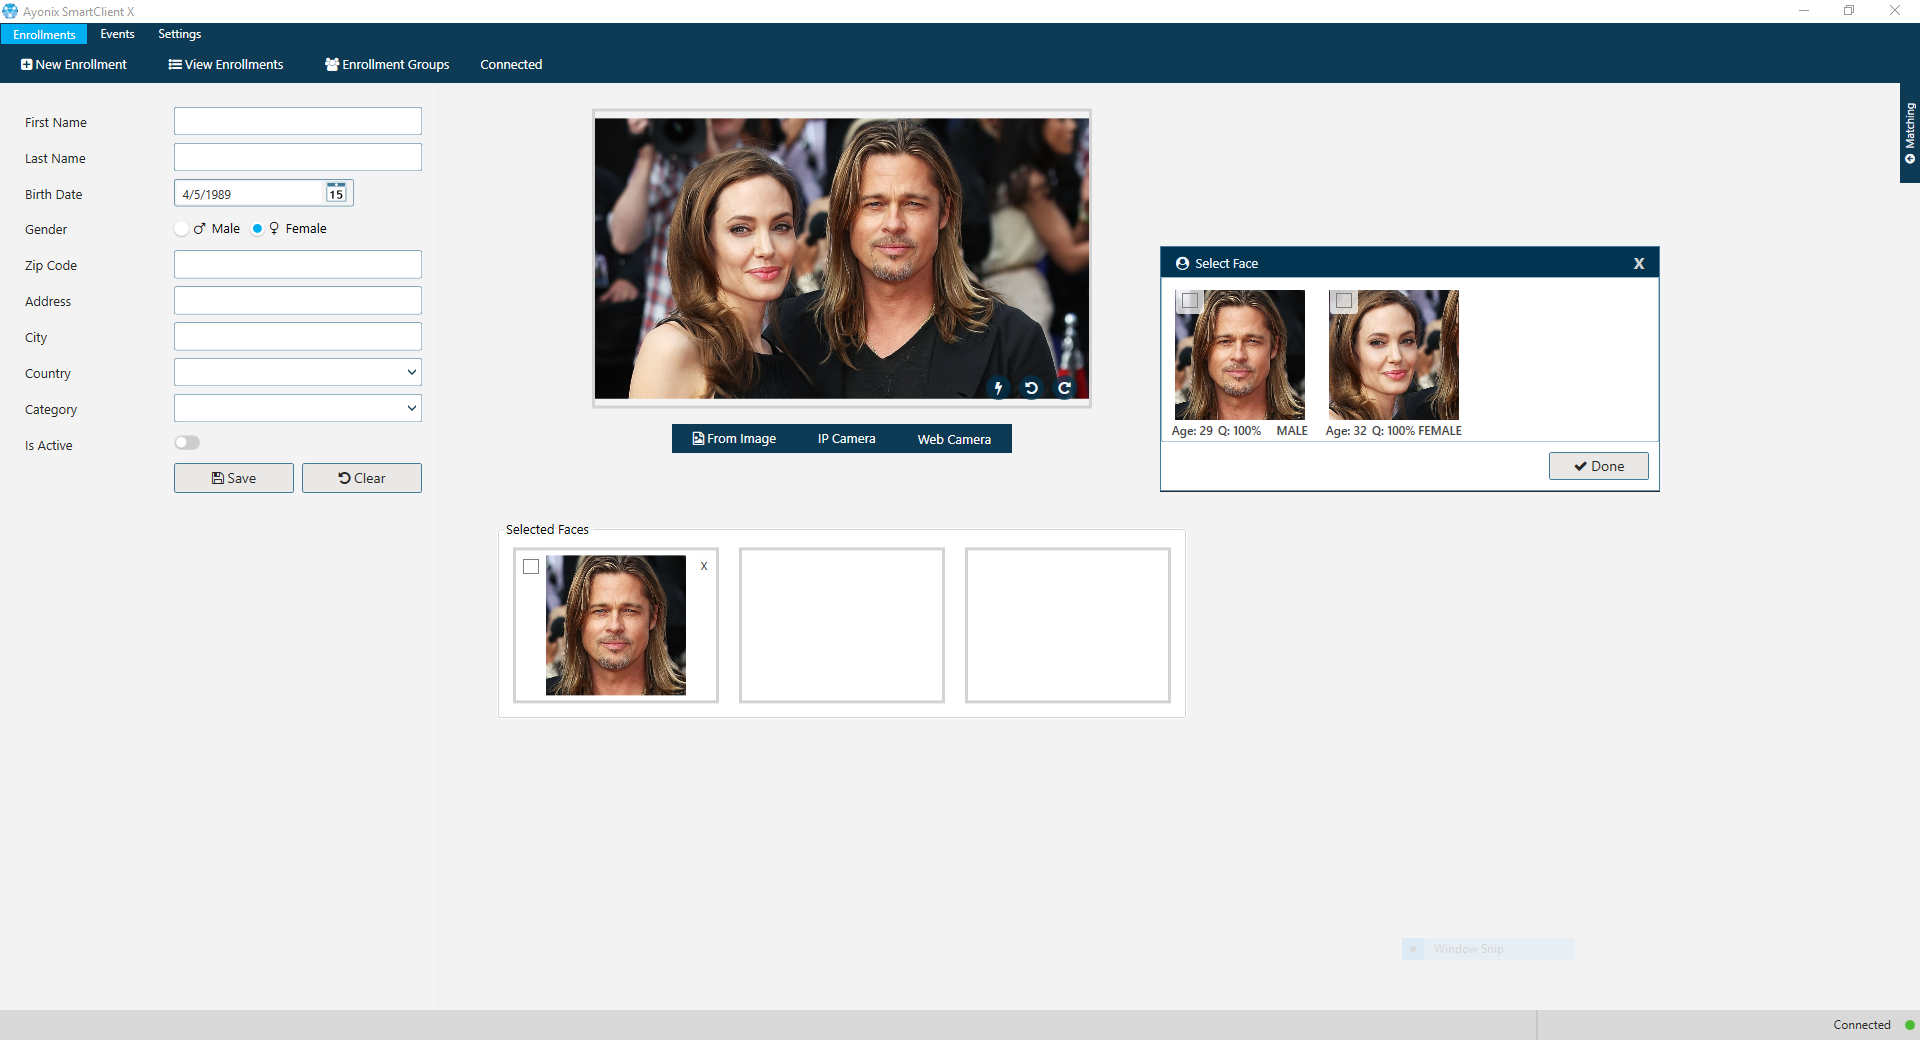 Ayonix SmartClient X
Enrollments Events Settings
New Enrollment View Enrollments Enrollment Groups Connected
Matching
First Name
Last Name
Birth Date 4/5/1989 15
Gender Male Female
Zip Code
Address
City
Country
Category
Is Active
Save Clear
From Image IP Camera Web Camera
Select Face X
Age: 29 Q: 100% MALE Age: 32 Q: 100% FEMALE
Done
Selected Faces
X
Window Snip
Connected